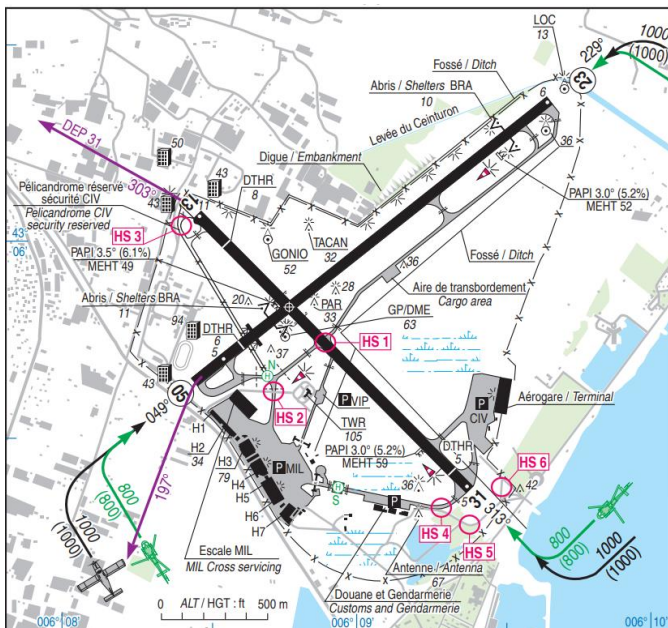 LOC
13
229°
1000
(1000)
23
Fossé / Ditch
Abris / Shelters BRA
10
6
Levée du Ceinturon
DEP 31
303°
50
36
Digue / Embankment
43
DTHR
8
PAPI 3.0° (5.2%)
MEHT 52
Pélicandrome réservé
sécurité CIV
Pelicandrome CIV
security reserved
43
13
11
HS 3
43
06'
GONIO
52
TACAN
32
Fossé / Ditch
PAPI 3.5° (6.1%)
MEHT 49
36
28
Aire de transbordement
Cargo area
Abris / Shelters BRA
11
20
PAR
33
GP/DME
63
94
DTHR
6
5
37
HS 1
43
05
049°
N
H
HS 2
P VIP
P
CIV
Aérogare / Terminal
TWR
105
H1
H2
34
H3
79
H4
H5
H6
H7
P MIL
PAPI 3.0° (5.2%)
MEHT 59
DTHR
5
HS 6
42
36
H
S
P
197°
800
(800)
1000
(1000)
5
31
313°
HS 4
HS 5
800
(800)
1000
(1000)
Escale MIL
MIL Cross servicing
Antenne / Antenna
67
Douane et Gendarmerie
Customs and Gendarmerie
0 ALT / HGT : ft 500 m
006° 08'
006° 09'
006° 10'